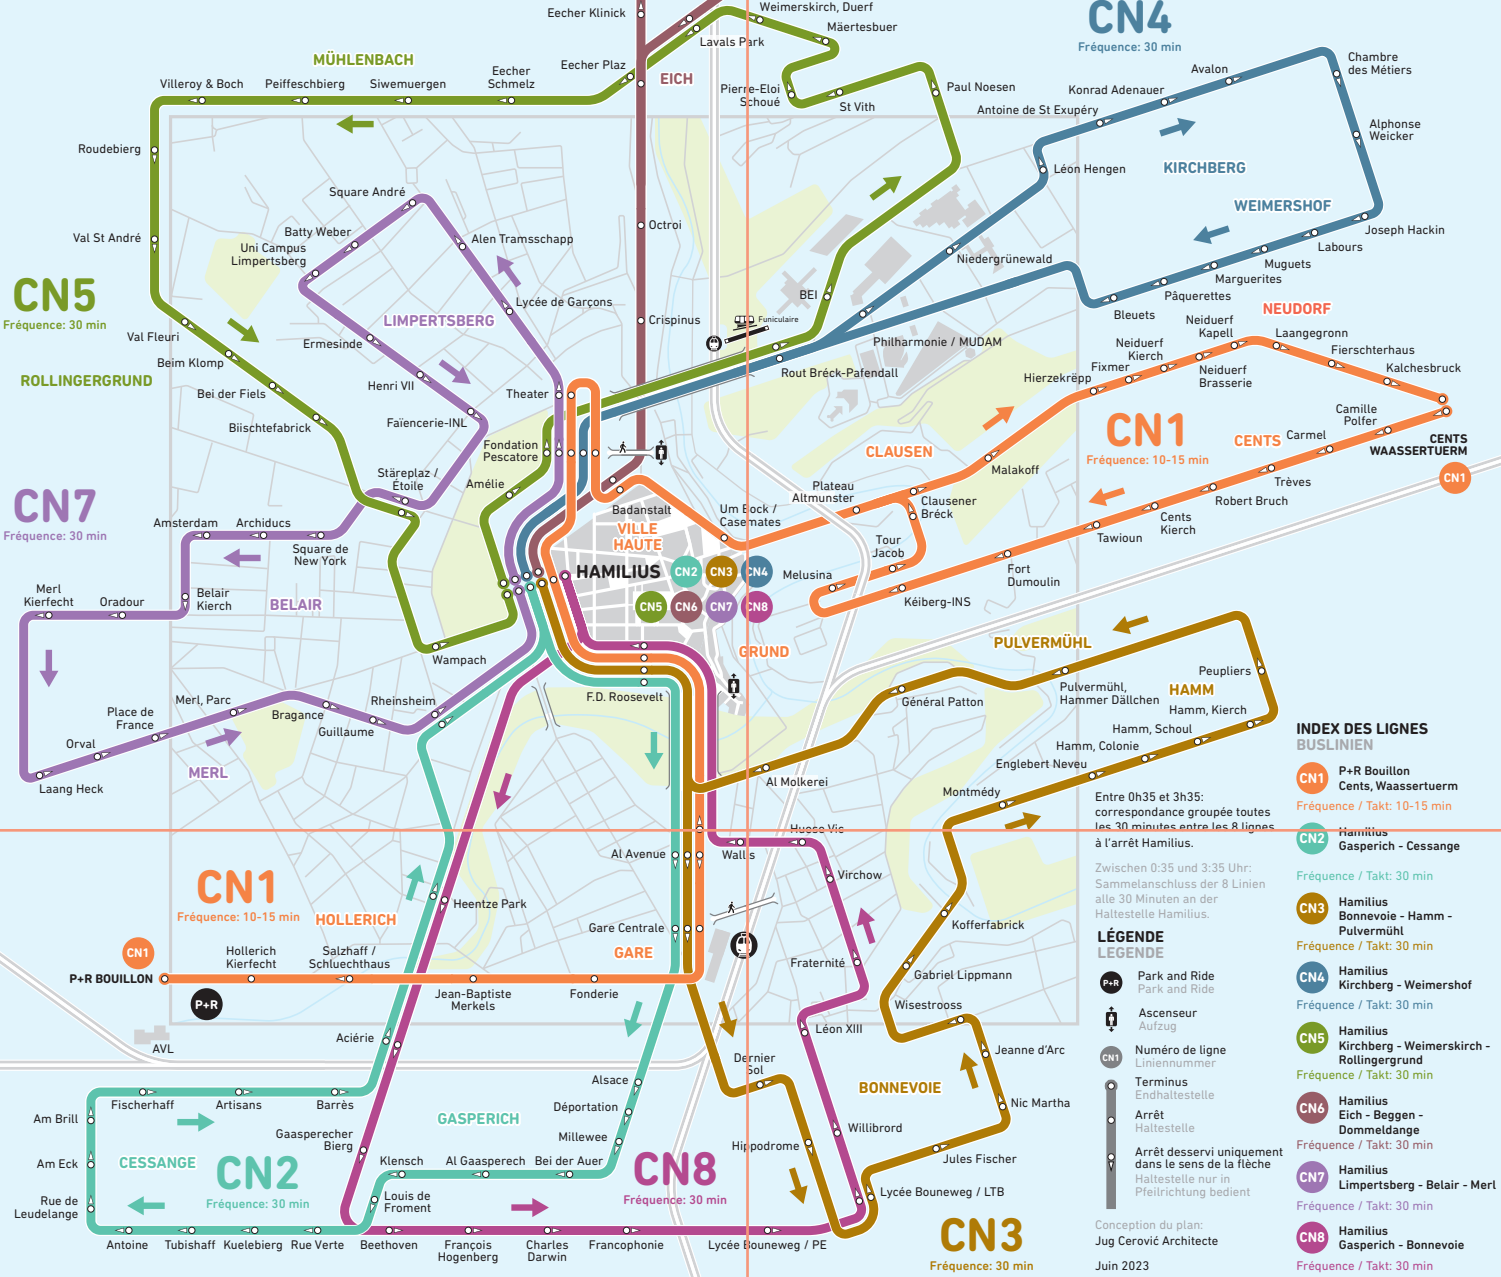 Eecher Klinick
Weimerskirch, Duerf
Mäertesbuer
Lavals Park
CN4
Fréquence: 30 min
MÜHLENBACH
Villeroy & Boch
Peiffeschbierg
Siwemuergen
Eecher
Schmelz
Eecher Plaz
EICH
Pierre-Eloi
Schoué
St Vith
Paul Noesen
Chambre
des Métiers
Avalon
Konrad Adenauer
Antoine de St Exupéry
Alphonse
Weicker
Léon Hengen
KIRCHBERG
WEIMERSHOF
Joseph Hackin
Labours
Muguets
Marguerites
Pâquerettes
Bleuets
Niedergrünewald
Roudebierg
Val St André
Square André
Batty Weber
Uni Campus
Limpertsberg
Alen Tramsschapp
Octroi
CN5
Fréquence: 30 min
Lycée de Garçons
LIMPERTSBERG
Crispinus
BEI
Funiculaire
Val Fleuri
Beim Klomp
ROLLINGERGRUND
Bei der Fiels
Biischtefabrick
Ermesinde
Henri VII
Faïencerie-INL
Theater
Fondation
Pescatore
Philharmonie / MUDAM
Rout Bréck-Pafendall
NEUDORF
Neiduerf
Kapell
Laangegronn
Neiduerf
Kierch
Fierschterhaus
Fixmer
Hierzekrëpp
Neiduerf
Brasserie
Kalchesbruck
Camille
Polfer
CN1
Fréquence: 10-15 min
CENTS
Carmel
CENTS
WAASSERTUERM
CN1
Trèves
Robert Bruch
Cents
Kierch
Tawioun
Fort
Dumoulin
CLAUSEN
Malakoff
Plateau
Altmunster
Clausener
Bréck
Tour
Jacob
Melusina
Kéiberg-INS
CN7
Fréquence: 30 min
Stäreplaz /
Étoile
Amélie
Badanstalt
VILLE
HAUTE
Um Bock /
Casemates
Amsterdam
Archiducs
Square de
New York
HAMILIUS
CN2
CN3
CN4
CN5
CN6
CN7
CN8
Merl
Kierfecht
Oradour
Belair
Kierch
BELAIR
Wampach
GRUND
F.D. Roosevelt
PULVERMÜHL
Peupliers
Pulvermühl,
Hammer Dällchen
HAMM
Hamm, Kierch
Général Patton
Hamm, Schoul
Hamm, Colonie
Englebert Neveu
Montmédy
Al Molkerei
Merl, Parc
Place de
France
Orval
Laang Heck
MERL
Bragance
Guillaume
Rheinsheim
INDEX DES LIGNES
BUSLINIEN
CN1
P+R Bouillon
Cents, Waassertuerm
Fréquence / Takt: 10-15 min
CN2
Hamilius
Gasperich - Cessange
Fréquence / Takt: 30 min
CN3
Hamilius
Bonnevoie - Hamm -
Pulvermühl
Fréquence / Takt: 30 min
CN4
Hamilius
Kirchberg - Weimershof
Fréquence / Takt: 30 min
CN5
Hamilius
Kirchberg - Weimerskirch -
Rollingergrund
Fréquence / Takt: 30 min
CN6
Hamilius
Eich - Beggen -
Dommeldange
Fréquence / Takt: 30 min
CN7
Hamilius
Limpertsberg - Belair - Merl
Fréquence / Takt: 30 min
CN8
Hamilius
Gasperich - Bonnevoie
Fréquence / Takt: 30 min
Entre 0h35 et 3h35:
correspondance groupée toutes
les 30 minutes entre les 8 lignes
à l'arrêt Hamilius.
Zwischen 0:35 und 3:35 Uhr:
Sammelanschluss der 8 Linien
alle 30 Minuten an der
Haltestelle Hamilius.
LÉGENDE
LEGENDE
P+R
Park and Ride
Park and Ride
Ascenseur
Aufzug
CN1
Numéro de ligne
Liniennummer
Terminus
Endhaltestelle
Arrêt
Haltestelle
Arrêt desservi uniquement
dans le sens de la flèche
Haltestelle nur in
Pfeilrichtung bedient
Conception du plan:
Jug Cerović Architecte
Juin 2023
Al Avenue
Wallis
Huese Vic
Virchow
CN1
Fréquence: 10-15 min
HOLLERICH
Heentze Park
Gare Centrale
GARE
Kofferfabrick
Fraternité
Gabriel Lippmann
Wisestrooss
CN1
P+R BOUILLON
P+R
Hollerich
Kierfecht
Salzhaff /
Schluechthaus
Jean-Baptiste
Merkels
Fonderie
AVL
Aciérie
Léon XIII
Jeanne d'Arc
Dernier
Sol
BONNEVOIE
Nic Martha
Alsace
Déportation
Millewee
Fischerhaff
Artisans
Barrès
Am Brill
Am Eck
Rue de
Leudelange
CESSANGE
CN2
Fréquence: 30 min
Gaasperecher
Bierg
GASPERICH
Klensch
Al Gaasperech
Bei der Auer
Louis de
Froment
CN8
Fréquence: 30 min
Hippodrome
Willibrord
Jules Fischer
Lycée Bouneweg / LTB
CN3
Fréquence: 30 min
Antoine
Tubishaff
Kuelebierg
Rue Verte
Beethoven
François
Hogenberg
Charles
Darwin
Francophonie
Lycée Bouneweg / PE